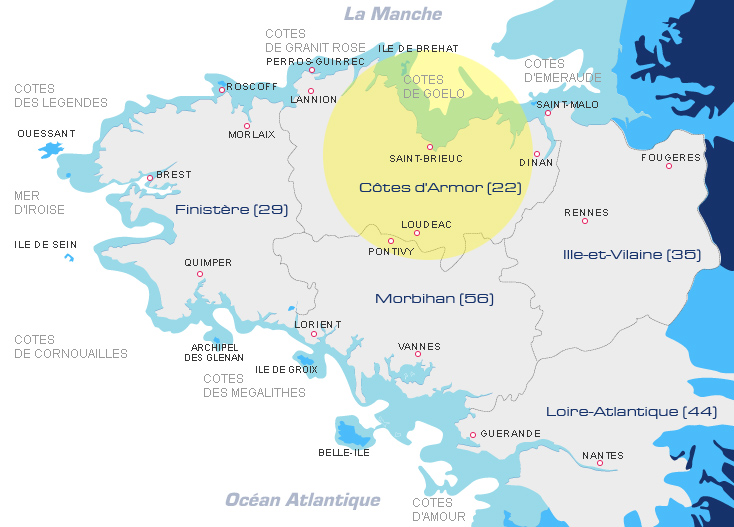 La Manche
COTES
DE GRANIT ROSE
ILE DE BREHAT
PERROS-GUIRREC
COTES
D'EMERAUDE
COTES
DE GOELO
ROSCOFF
LANNION
COTES
DES LEGENDES
SAINT-MALO
OUESSANT
MORLAIX
SAINT-BRIEUC
DINAN
FOUGERES
BREST
Côtes d'Armor (22)
MER
D'IROISE
Finistère (29)
RENNES
LOUDEAC
ILE DE SEIN
PONTIVY
Ille-et-Vilaine (35)
QUIMPER
Morbihan (56)
LORIENT
COTES
DE CORNOUAILLES
ARCHIPEL
DES GLENAN
VANNES
ILE DE GROIX
COTES
DES MEGALITHES
Loire-Atlantique (44)
GUERANDE
BELLE-ILE
NANTES
Océan Atlantique
COTES
D'AMOUR